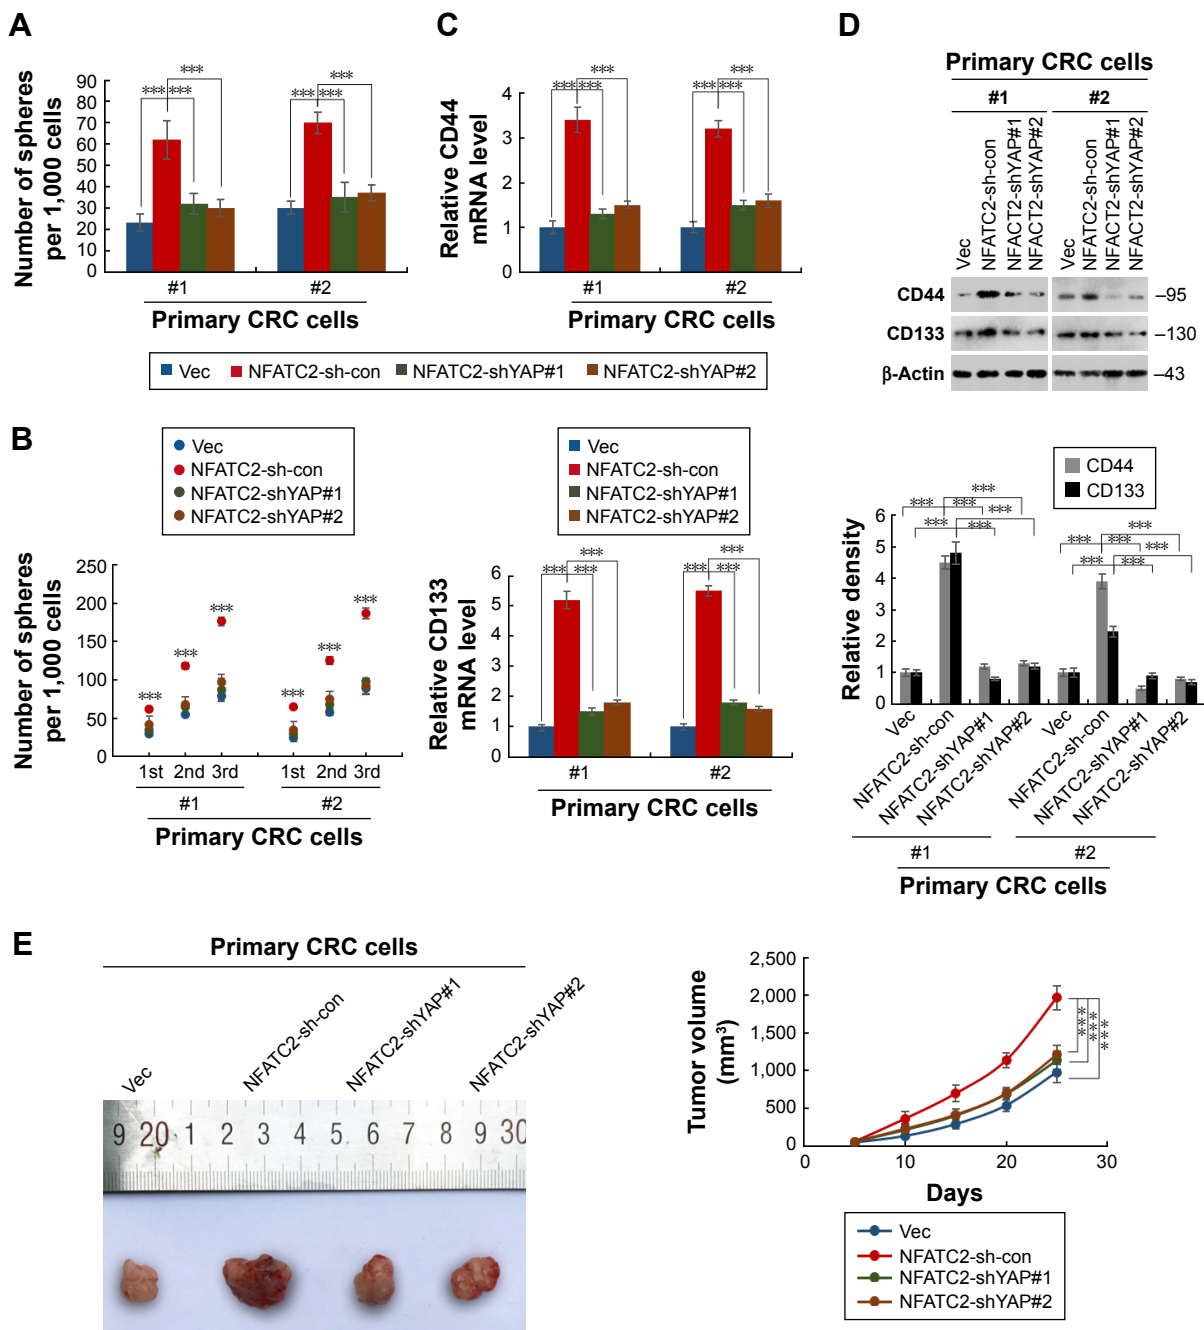 A
Number of spheres
per 1,000 cells
90
80
70
60
50
40
30
20
10
0
*** *** ***
*** *** ***
#1 #2
Primary CRC cells
C
Relative CD44
mRNA level
4
3
2
1
0
*** *** ***
*** *** ***
#1 #2
Primary CRC cells
Vec NFATC2-sh-con NFATC2-shYAP#1 NFATC2-shYAP#2
D
Primary CRC cells
#1 #2
Vec
NFATC2-sh-con
NFACT2-shYAP#1
NFACT2-shYAP#2
Vec
NFATC2-sh-con
NFACT2-shYAP#1
NFACT2-shYAP#2
CD44 –95
CD133 –130
β-Actin –43
B
Vec
NFATC2-sh-con
NFATC2-shYAP#1
NFATC2-shYAP#2
Number of spheres
per 1,000 cells
250
200
150
100
50
0
*** *** ***
*** *** ***
1st 2nd 3rd 1st 2nd 3rd
#1 #2
Primary CRC cells
Vec
NFATC2-sh-con
NFATC2-shYAP#1
NFATC2-shYAP#2
Relative CD133
mRNA level
6
5
4
3
2
1
0
*** *** ***
*** *** ***
#1 #2
Primary CRC cells
CD44
CD133
Relative density
6
5
4
3
2
1
0
*** *** ***
*** *** ***
*** *** ***
*** *** ***
Vec
NFATC2-sh-con
NFATC2-shYAP#1
NFATC2-shYAP#2
Vec
NFATC2-sh-con
NFATC2-shYAP#1
NFATC2-shYAP#2
#1 #2
Primary CRC cells
E
Primary CRC cells
Vec
NFATC2-sh-con
NFATC2-shYAP#1
NFATC2-shYAP#2
9 20 1 2 3 4 5 6 7 8 9 30
Tumor volume
(mm³)
2,500
2,000
1,500
1,000
500
0
*** *** ***
0 10 20 30
Days
Vec
NFATC2-sh-con
NFATC2-shYAP#1
NFATC2-shYAP#2